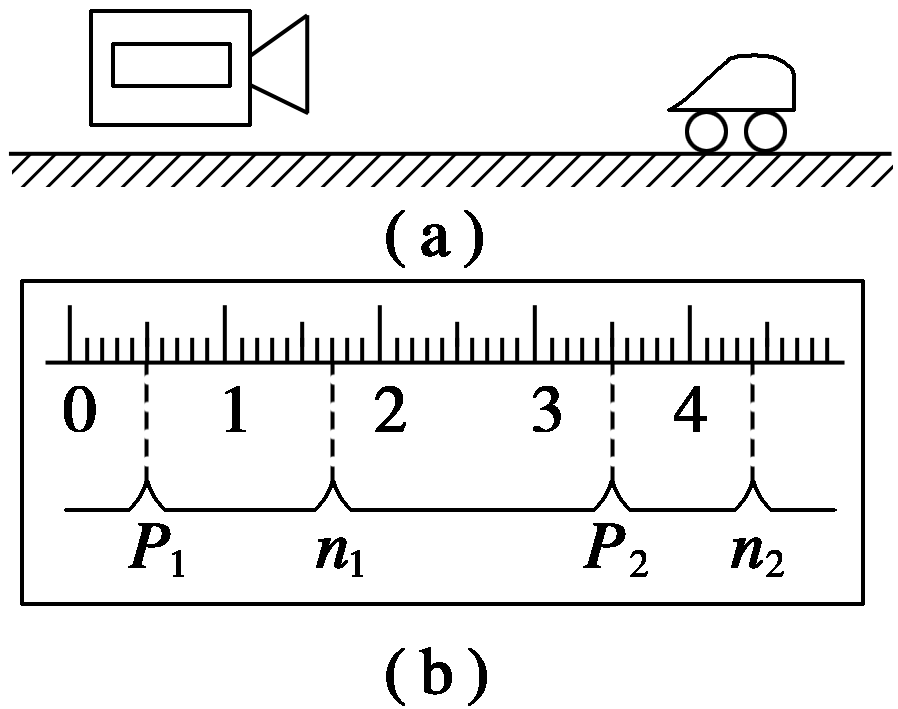 ( a )
0 1 2 3 4
P₁ n₁ P₂ n₂
( b )